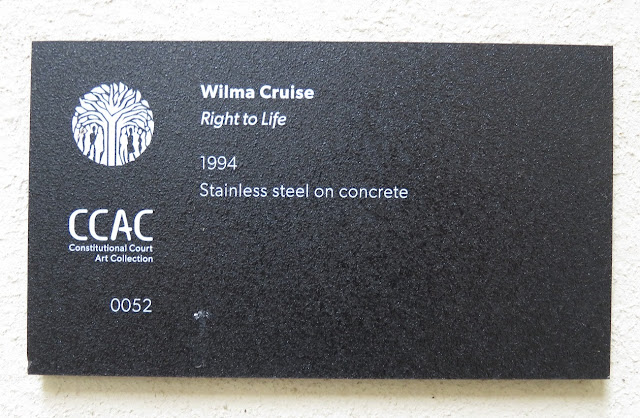 Wilma Cruise
Right to Life
1994
Stainless steel on concrete
CCAC
Constitutional Court
Art Collection
0052